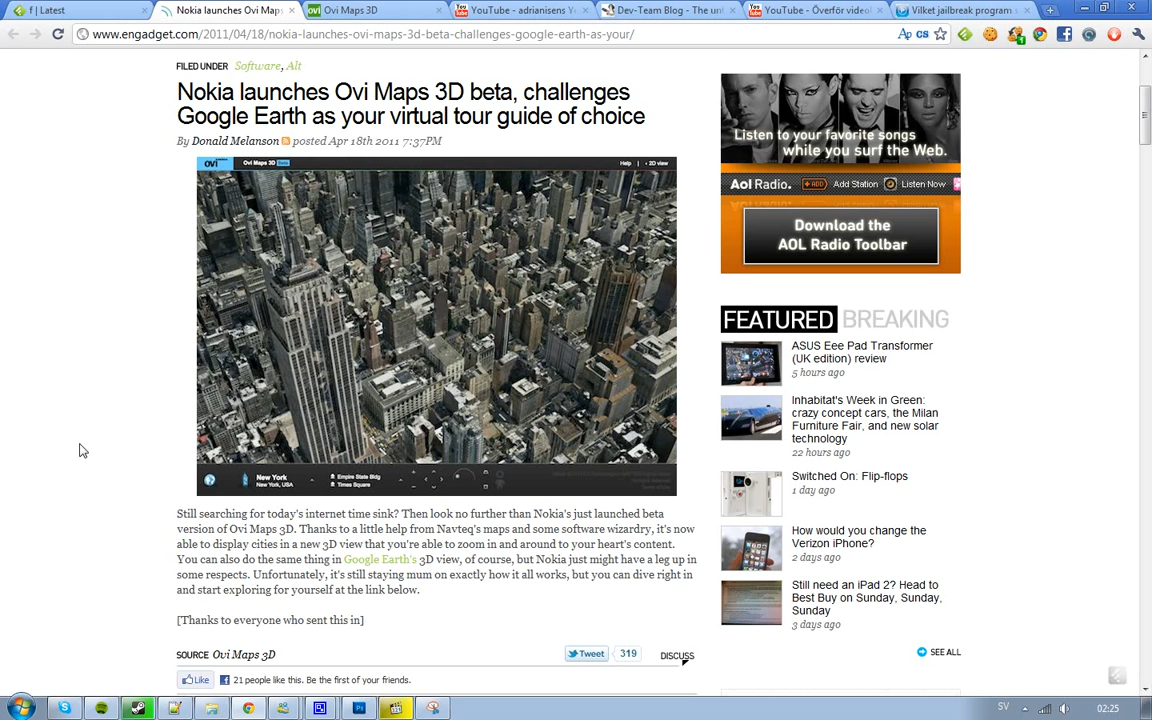 f | Latest
Nokia launches Ovi Maps
Ovi Maps 3D
YouTube - adrianisens Y
Dev-Team Blog - The unt
YouTube - Överför videol
Vilket jailbreak program s
www.engadget.com/2011/04/18/nokia-launches-ovi-maps-3d-beta-challenges-google-earth-as-your/
FILED UNDER Software, Alt
Nokia launches Ovi Maps 3D beta, challenges
Google Earth as your virtual tour guide of choice
By Donald Melanson posted Apr 18th 2011 7:37PM
ovi Ovi Maps 3D Beta Help | 2D view
New York
New York, USA
Empire State Bldg
Times Square
Still searching for today's internet time sink? Then look no further than Nokia's just launched beta
version of Ovi Maps 3D. Thanks to a little help from Navteq's maps and some software wizardry, it's now
able to display cities in a new 3D view that you're able to zoom in and around to your heart's content.
You can also do the same thing in Google Earth's 3D view, of course, but Nokia just might have a leg up in
some respects. Unfortunately, it's still staying mum on exactly how it all works, but you can dive right in
and start exploring for yourself at the link below.
[Thanks to everyone who sent this in]
SOURCE Ovi Maps 3D
Tweet 319
DISCUSS
Like 21 people like this. Be the first of your friends.
Listen to your favorite songs
while you surf the Web.
Aol Radio. + ADD Add Station Listen Now
Download the
AOL Radio Toolbar
FEATURED BREAKING
ASUS Eee Pad Transformer
(UK edition) review
5 hours ago
Inhabitat's Week in Green:
crazy concept cars, the Milan
Furniture Fair, and new solar
technology
22 hours ago
Switched On: Flip-flops
1 day ago
How would you change the
Verizon iPhone?
2 days ago
Still need an iPad 2? Head to
Best Buy on Sunday, Sunday,
Sunday
3 days ago
SEE ALL
SV
02:25